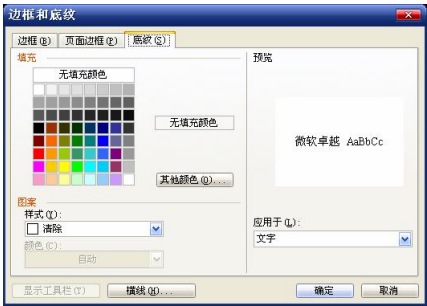 边框和底纹
边框(B) 页面边框(P) 底纹(S)
填充
无填充颜色
无填充颜色
其他颜色(O)...
图案
样式(Y):
清除
颜色(C):
自动
预览
微软卓越 AaBbCc
应用于(L):
文字
显示工具栏(T) 横线(H)... 确定 取消